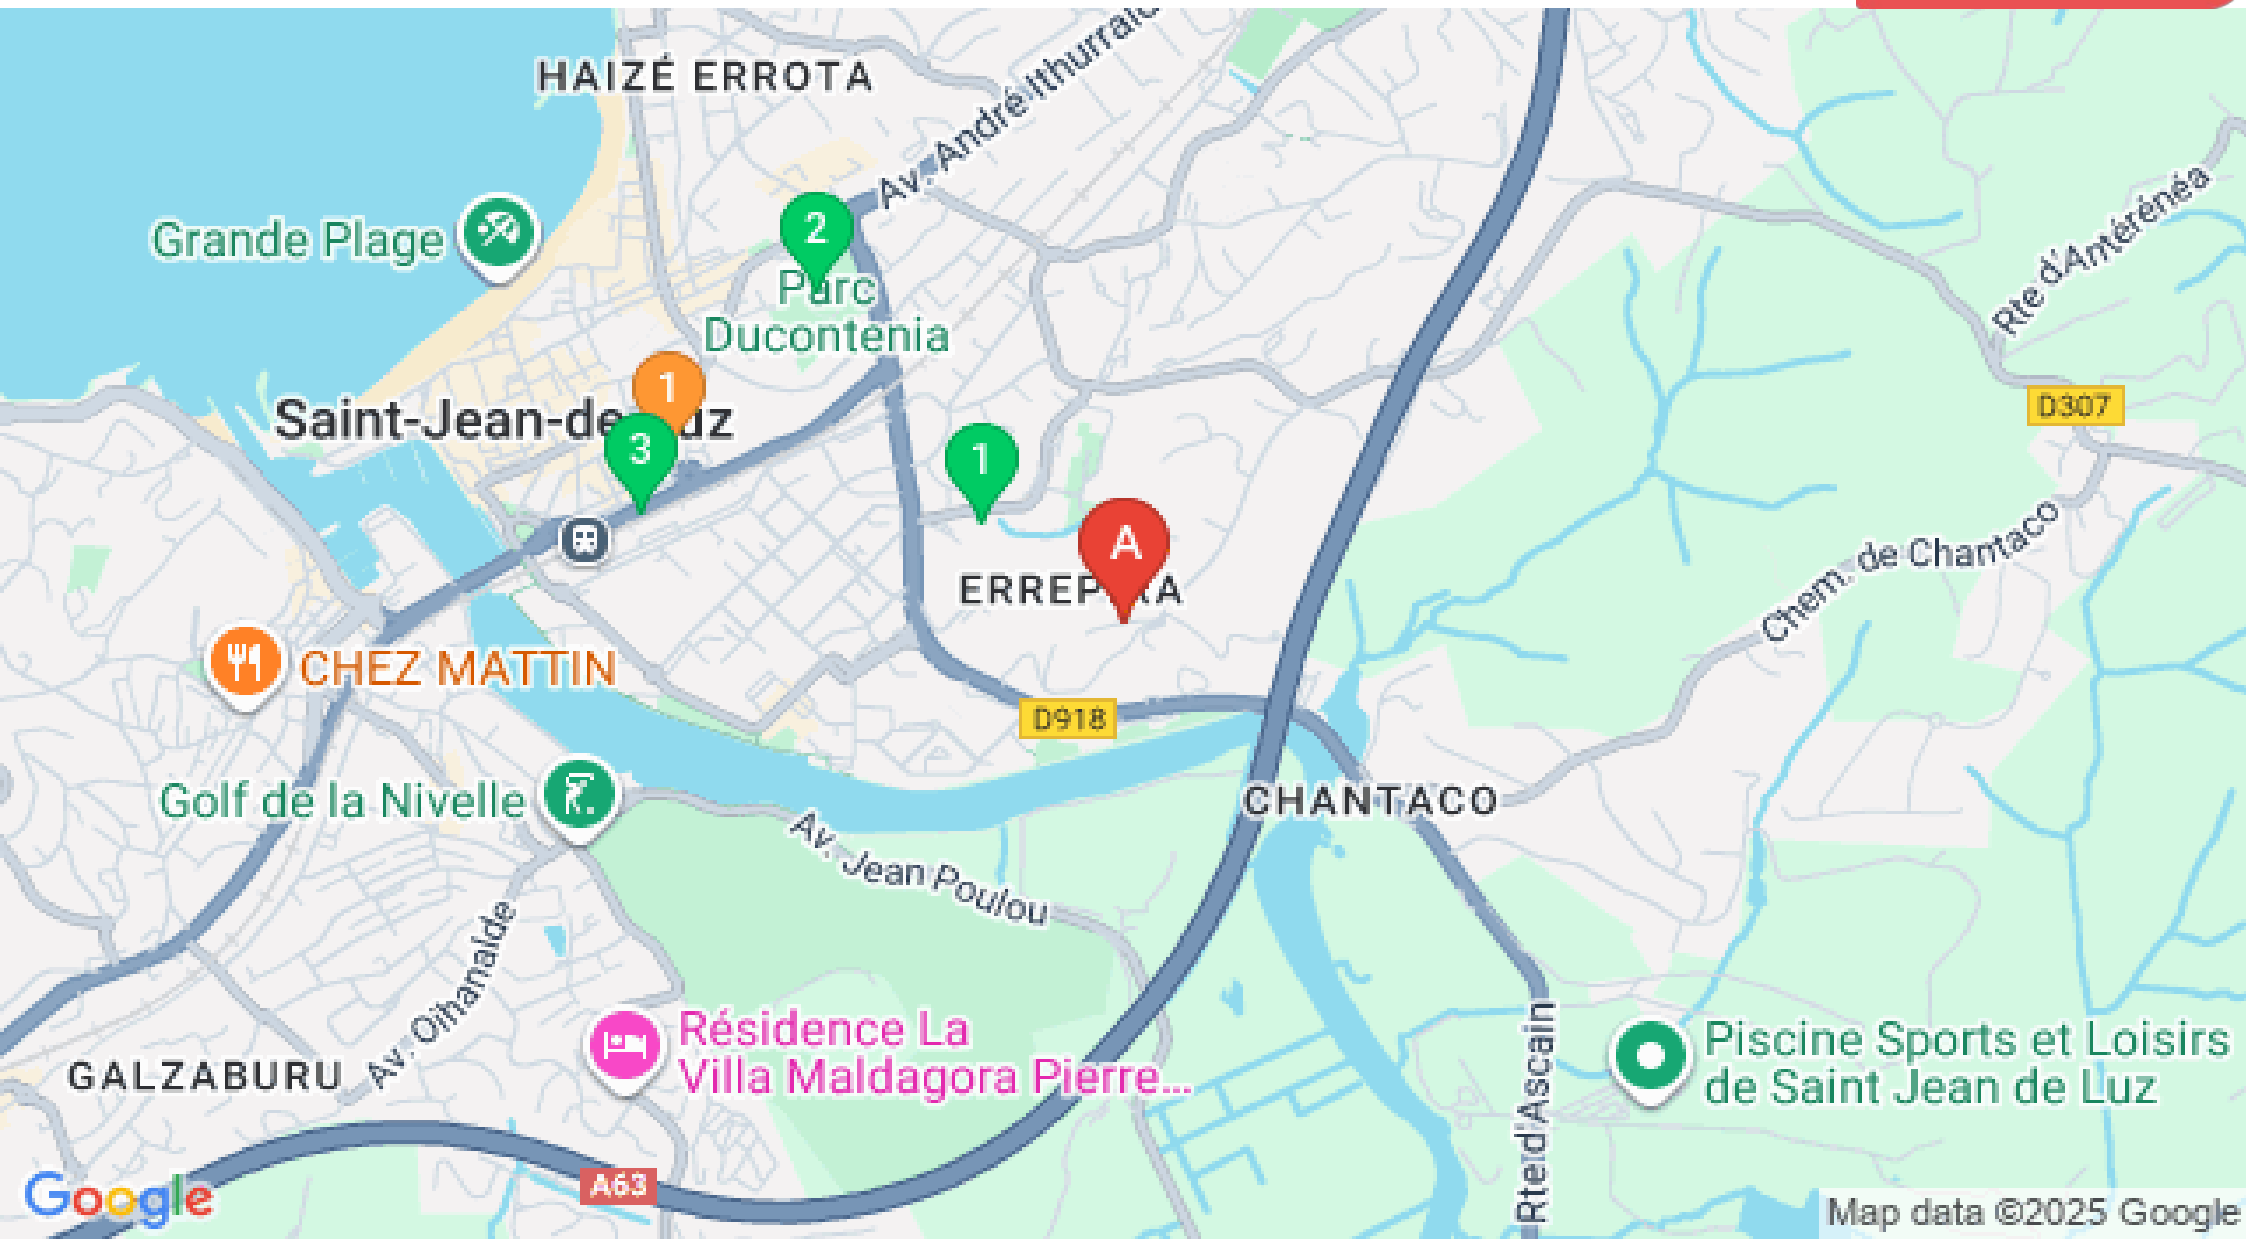 HAIZÉ ERROTA
Av. André Ithurralde
Grande Plage
2
Parc
Ducontenia
Rte d'Antérénéa
1
Saint-Jean-de-Luz
3
1
D307
A
ERREPIRA
Chem. de Chantaco
CHEZ MATTIN
D918
Golf de la Nivelle
CHANTACO
Av. Jean Poulou
Av. Oihanalde
Résidence La
Villa Maldagora Pierre...
GALZABURU
Rte d'Ascain
Piscine Sports et Loisirs
de Saint Jean de Luz
A63
Google
Map data ©2025 Google